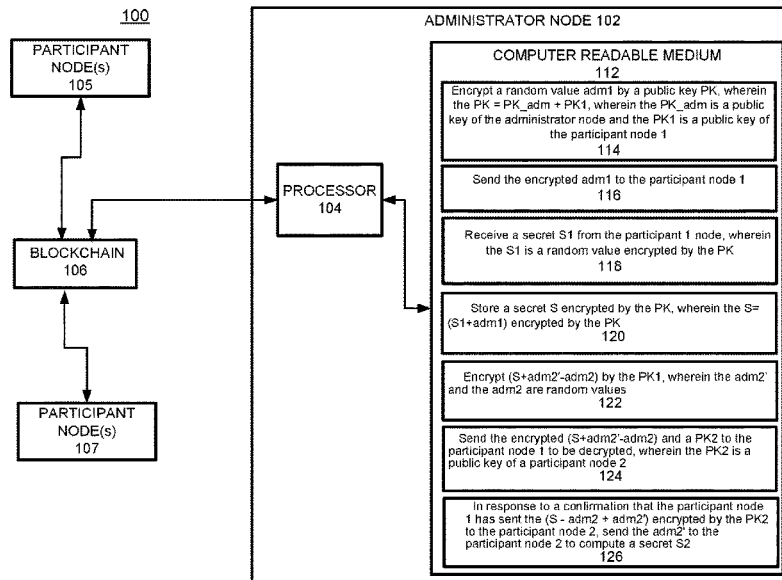 100
PARTICIPANT
NODE(s)
105
BLOCKCHAIN
106
PARTICIPANT
NODE(s)
107
ADMINISTRATOR NODE 102
PROCESSOR
104
COMPUTER READABLE MEDIUM
112
Encrypt a random value adm1 by a public key PK, wherein
the PK = PK_adm + PK1, wherein the PK_adm is a public
key of the administrator node and the PK1 is a public key of
the participant node 1
114
Send the encrypted adm1 to the participant node 1
116
Receive a secret S1 from the participant 1 node, wherein
the S1 is a random value encrypted by the PK
118
Store a secret S encrypted by the PK, wherein the S=
(S1+adm1) encrypted by the PK
120
Encrypt (S+adm2'-adm2) by the PK1, wherein the adm2'
and the adm2 are random values
122
Send the encrypted (S+adm2'-adm2) and a PK2 to the
participant node 1 to be decrypted, wherein the PK2 is a
public key of a participant node 2
124
In response to a confirmation that the participant node
1 has sent the (S - adm2 + adm2') encrypted by the PK2
to the participant node 2, send the adm2' to the
participant node 2 to compute a secret S2
126